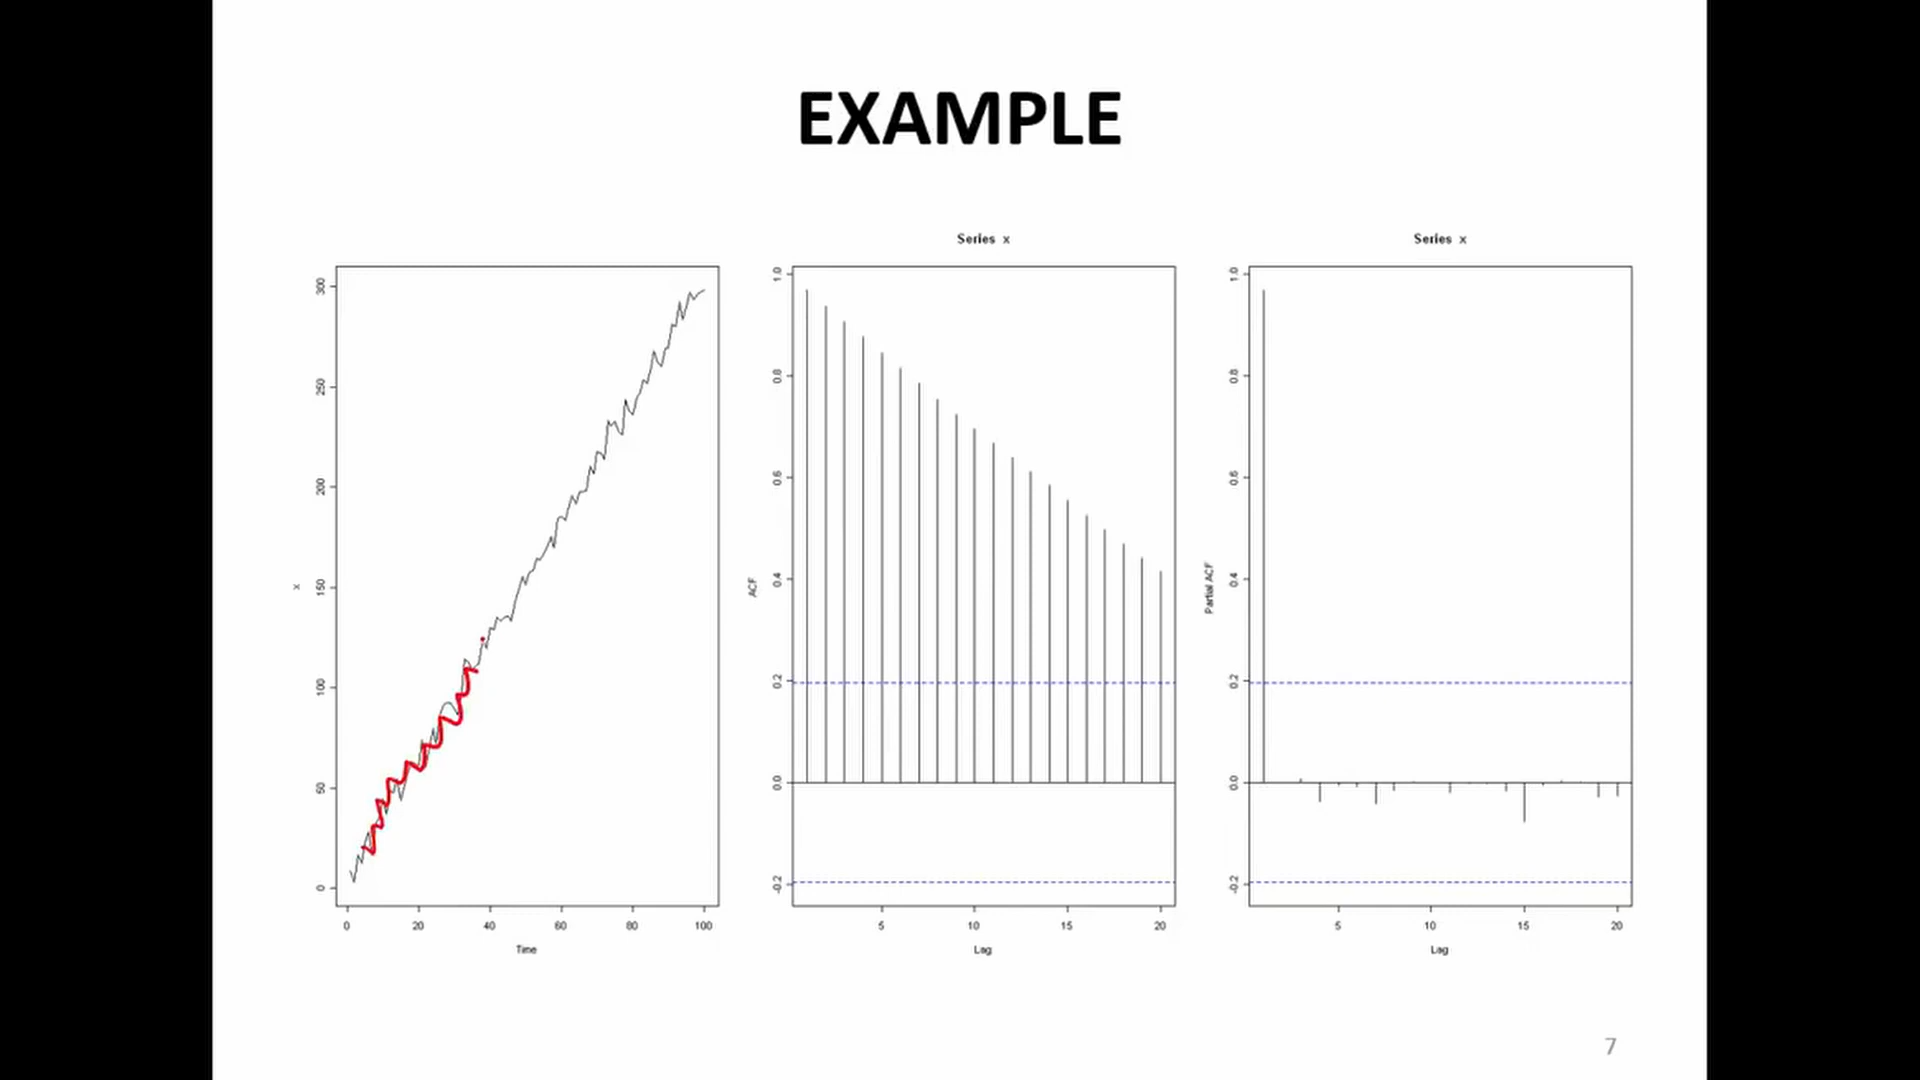 EXAMPLE
Series x
Series x
300
250
200
150
100
50
0
x
0 20 40 60 80 100
Time
1.0
0.8
0.6
0.4
0.2
0.0
-0.2
ACF
5 10 15 20
Lag
1.0
0.8
0.6
0.4
0.2
0.0
-0.2
Partial ACF
5 10 15 20
Lag
7